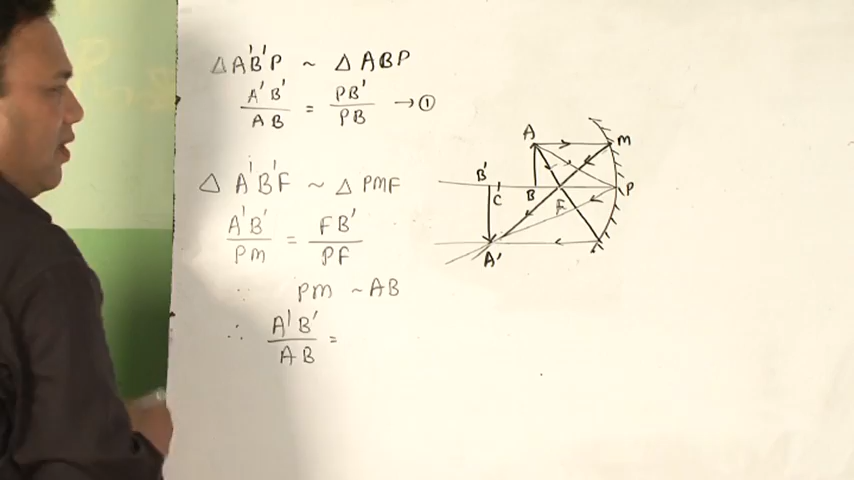 △ A'B'P ~ △ ABP
A'B'/AB = PB'/PB → ①
△ A'B'F ~ △ PMF
A'B'/PM = FB'/PF
∵ PM ~ AB
∴ A'B'/AB =
A
M
B'
C
B
F
P
A'